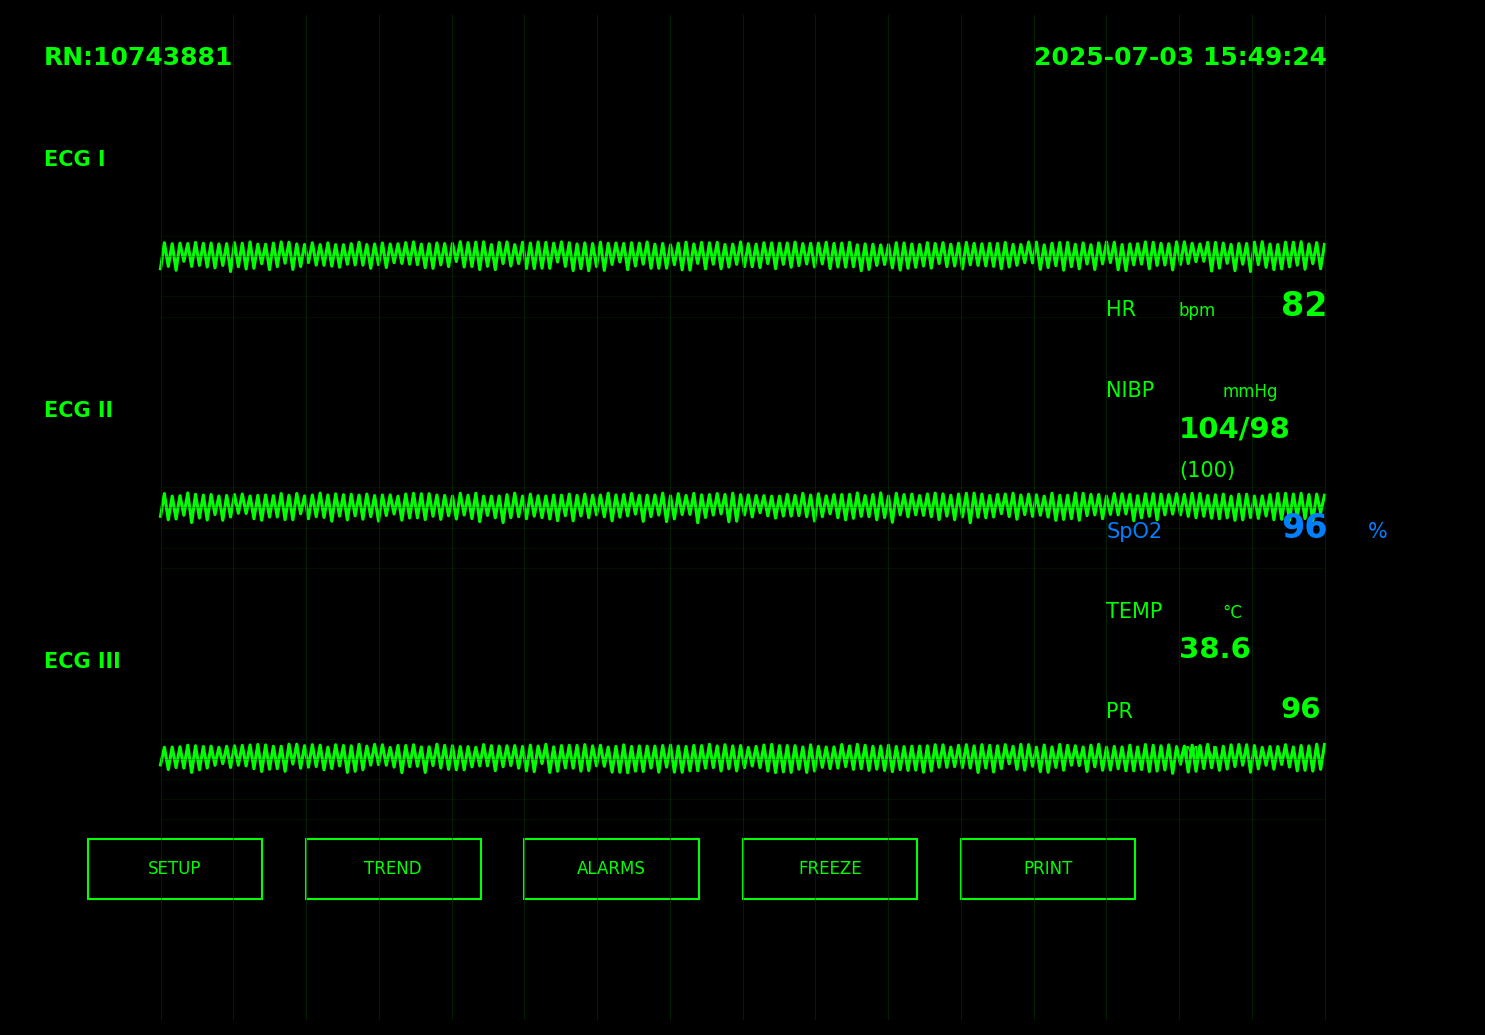 RN:10743881
2025-07-03 15:49:24
ECG I
HR bpm 82
NIBP mmHg
ECG II
104/98
(100)
SpO2 96 %
TEMP °C
38.6
ECG III
PR 96
SETUP TREND ALARMS FREEZE PRINT